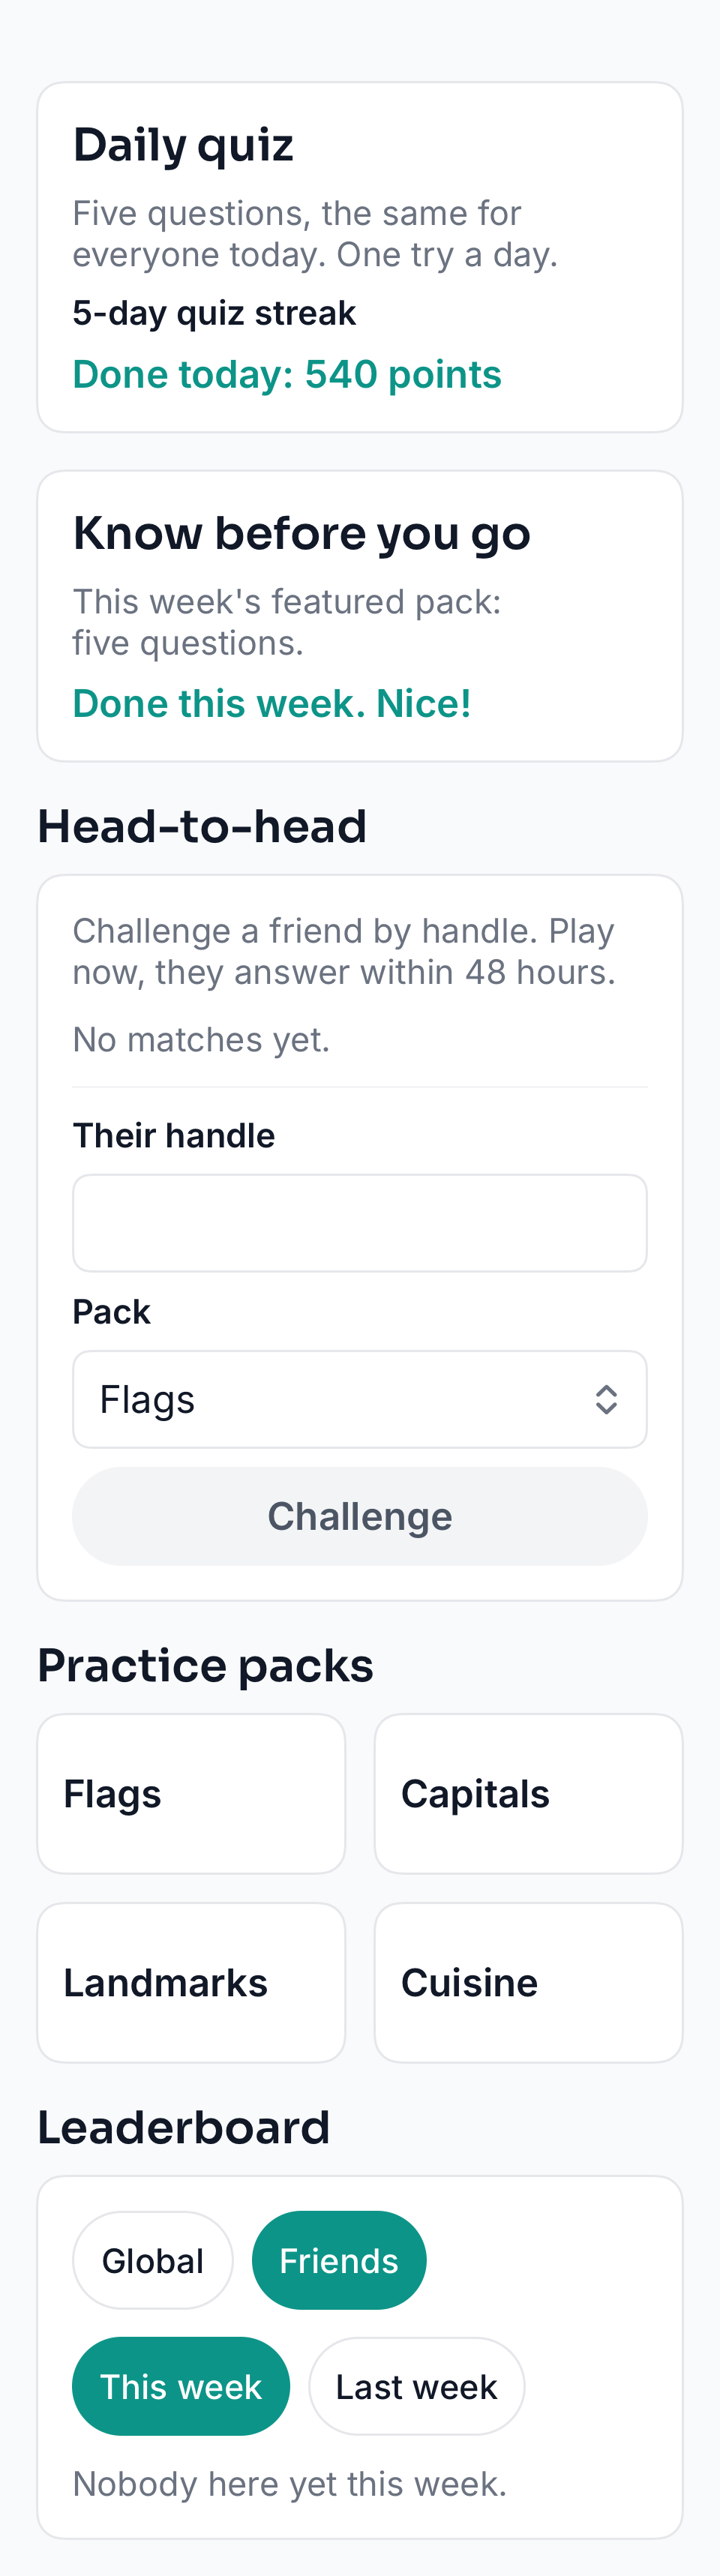 Daily quiz
Five questions, the same for
everyone today. One try a day.
5-day quiz streak
Done today: 540 points
Know before you go
This week's featured pack:
five questions.
Done this week. Nice!
Head-to-head
Challenge a friend by handle. Play
now, they answer within 48 hours.
No matches yet.
Their handle
Pack
Flags
Challenge
Practice packs
Flags
Capitals
Landmarks
Cuisine
Leaderboard
Global
Friends
This week
Last week
Nobody here yet this week.